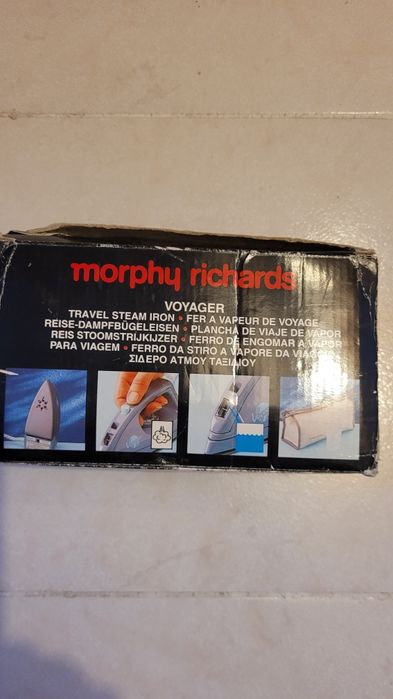 morphy richards
VOYAGER
TRAVEL STEAM IRON • FER A VAPEUR DE VOYAGE
REISE-DAMPFBÜGELEISEN • PLANCHA DE VIAJE DE VAPOR
REIS STOOMSTRIJKIJZER • FERRO DE ENGOMAR A VAPOR
PARA VIAGEM • FERRO DA STIRO A VAPORE DA VIAGGIO
ΣΙΔΕΡΟ ΑΤΜΟΥ ΤΑΞΙΔΙΟΥ